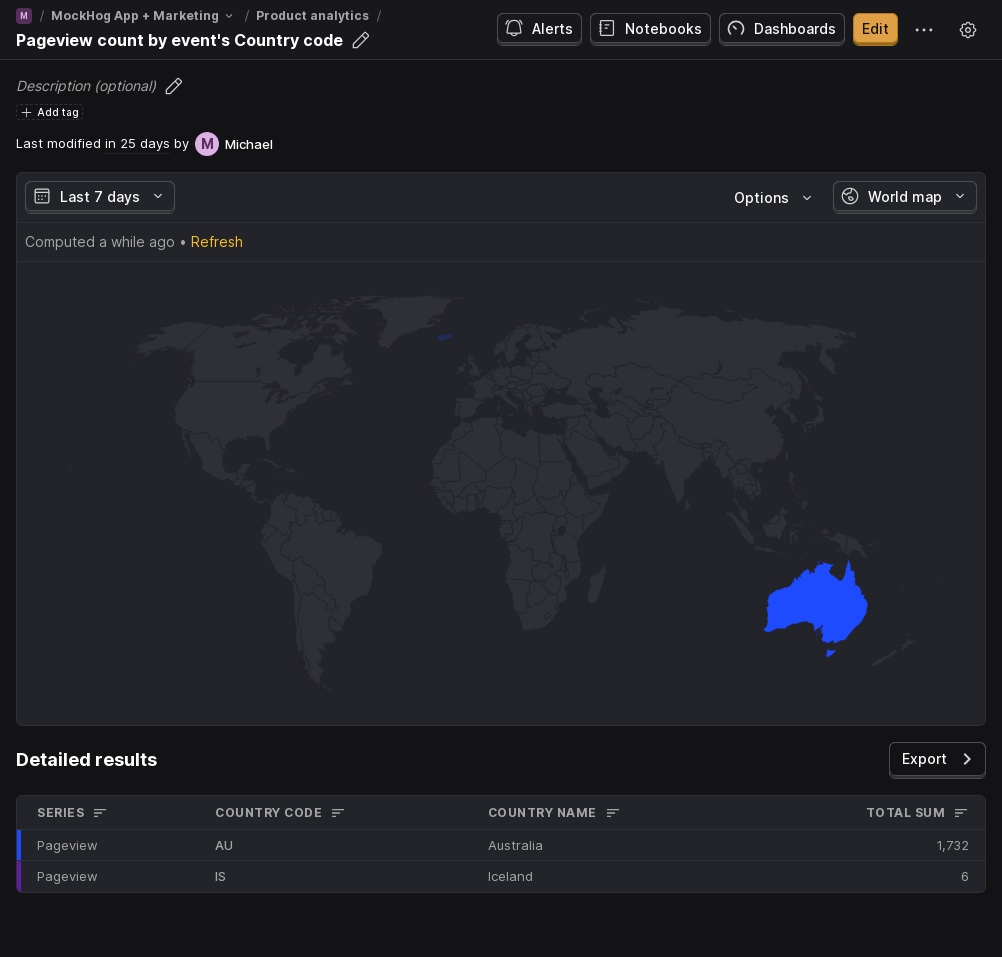 M / MockHog App + Marketing / Product analytics /
Pageview count by event's Country code
Alerts Notebooks Dashboards Edit
Description (optional)
Add tag
Last modified in 25 days by M Michael
Last 7 days Options World map
Computed a while ago • Refresh
Detailed results Export
SERIES COUNTRY CODE COUNTRY NAME TOTAL SUM
Pageview AU Australia 1,732
Pageview IS Iceland 6